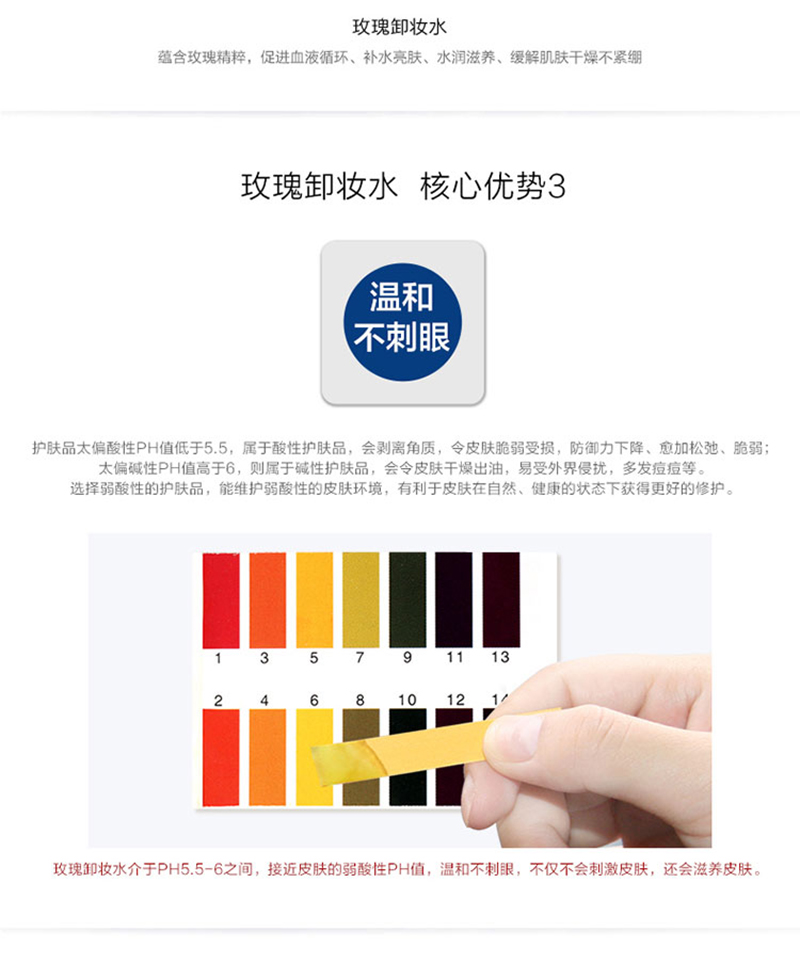 玫瑰卸妆水
蕴含玫瑰精粹，促进血液循环、补水亮肤、水润滋养、缓解肌肤干燥不紧绷
玫瑰卸妆水 核心优势3
温和
不刺眼
护肤品太偏酸性PH值低于5.5，属于酸性护肤品，会剥离角质，令皮肤脆弱受损，防御力下降、愈加松弛、脆弱；
太偏碱性PH值高于6，则属于碱性护肤品，会令皮肤干燥出油，易受外界侵扰，多发痘痘等。
选择弱酸性的护肤品，能维护弱酸性的皮肤环境，有利于皮肤在自然、健康的状态下获得更好的修护。
1 3 5 7 9 11 13
2 4 6 8 10 12 14
玫瑰卸妆水介于PH5.5-6之间，接近皮肤的弱酸性PH值，温和不刺眼，不仅不会刺激皮肤，还会滋养皮肤。